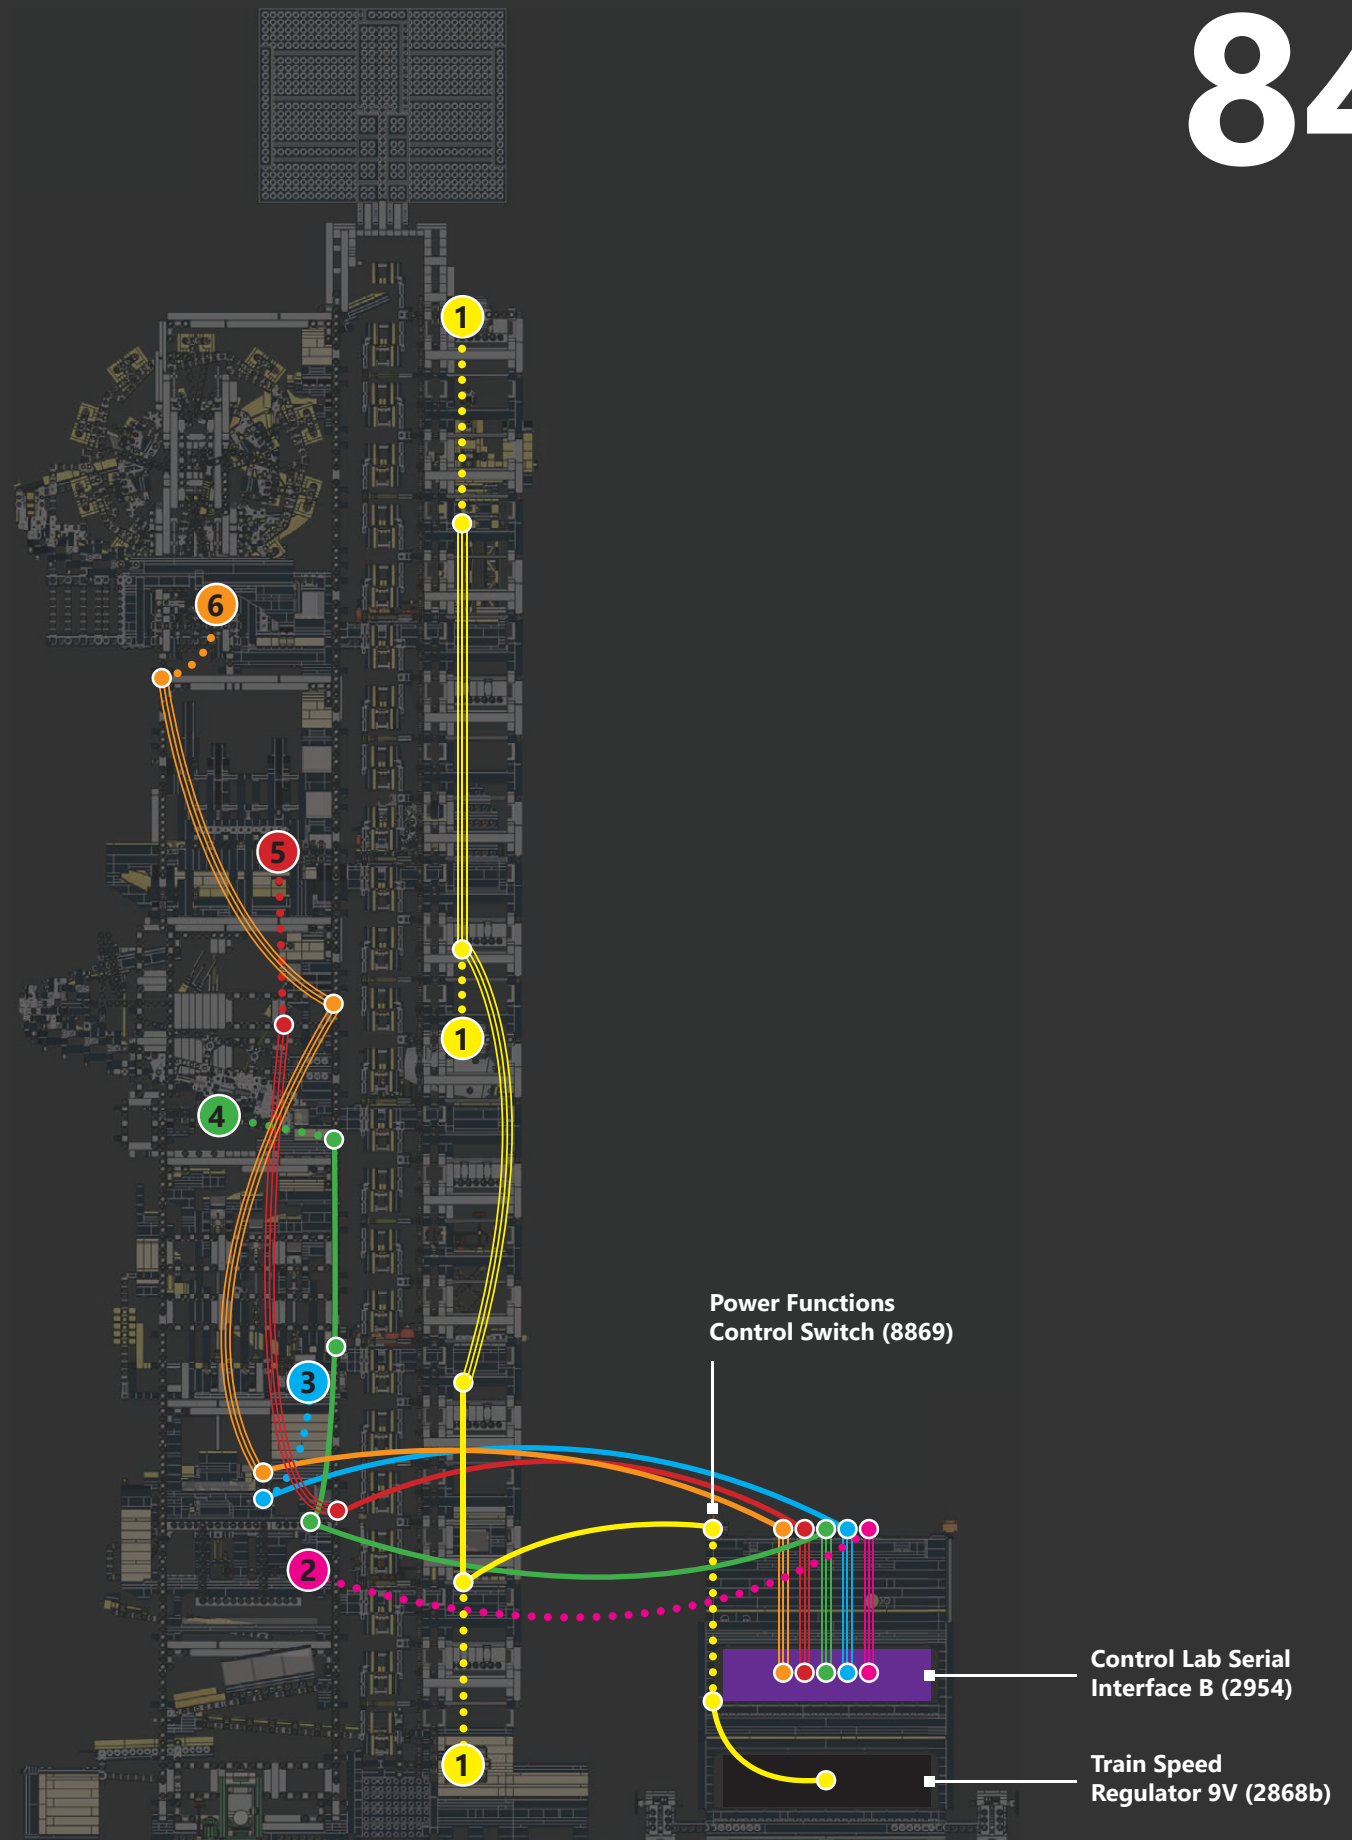 84
1
6
5
1
4
Power Functions
Control Switch (8869)
3
2
Control Lab Serial
Interface B (2954)
1
Train Speed
Regulator 9V (2868b)